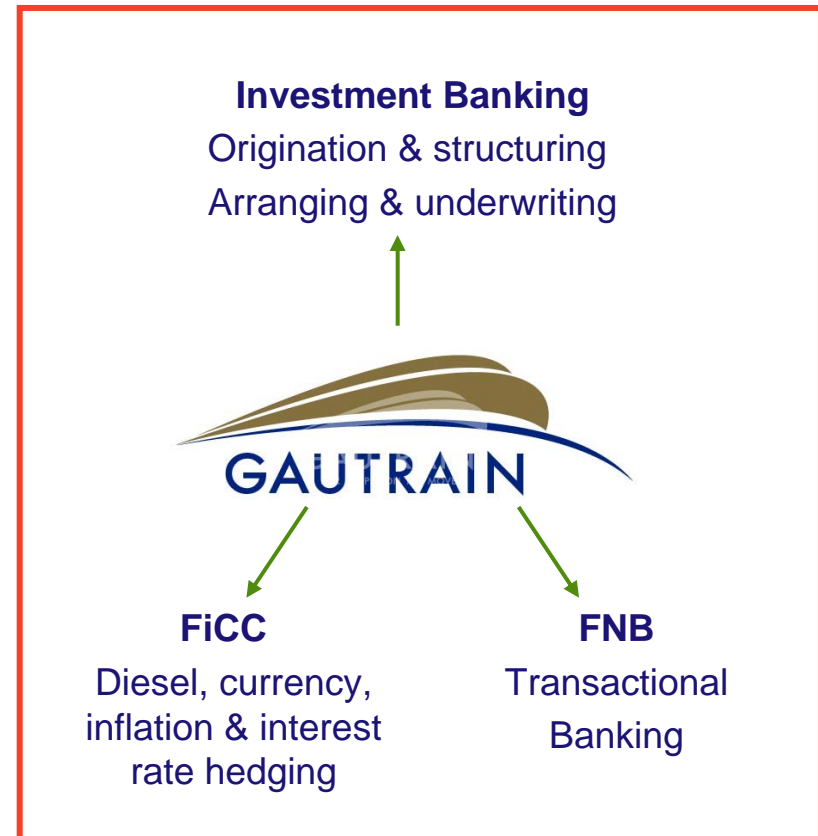 Investment Banking
Origination & structuring
Arranging & underwriting
GAUTRAIN
FiCC
Diesel, currency,
inflation & interest
rate hedging
FNB
Transactional
Banking